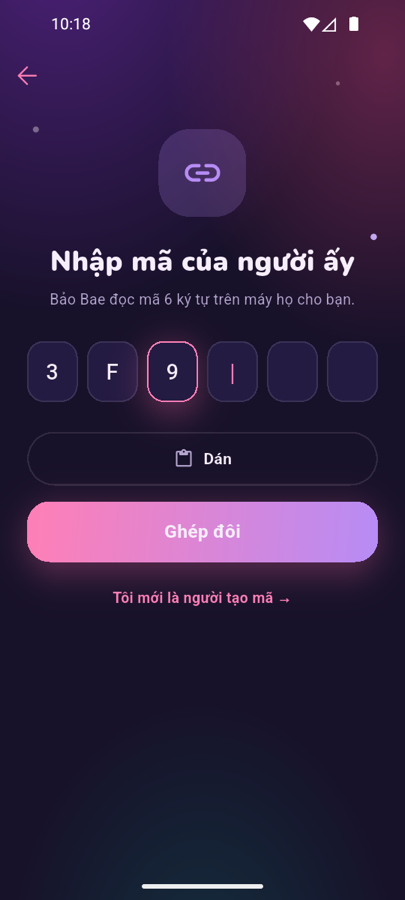 10:18
Nhập mã của người ấy
Bảo Bae đọc mã 6 ký tự trên máy họ cho bạn.
3 F 9
Dán
Ghép đôi
Tôi mới là người tạo mã →